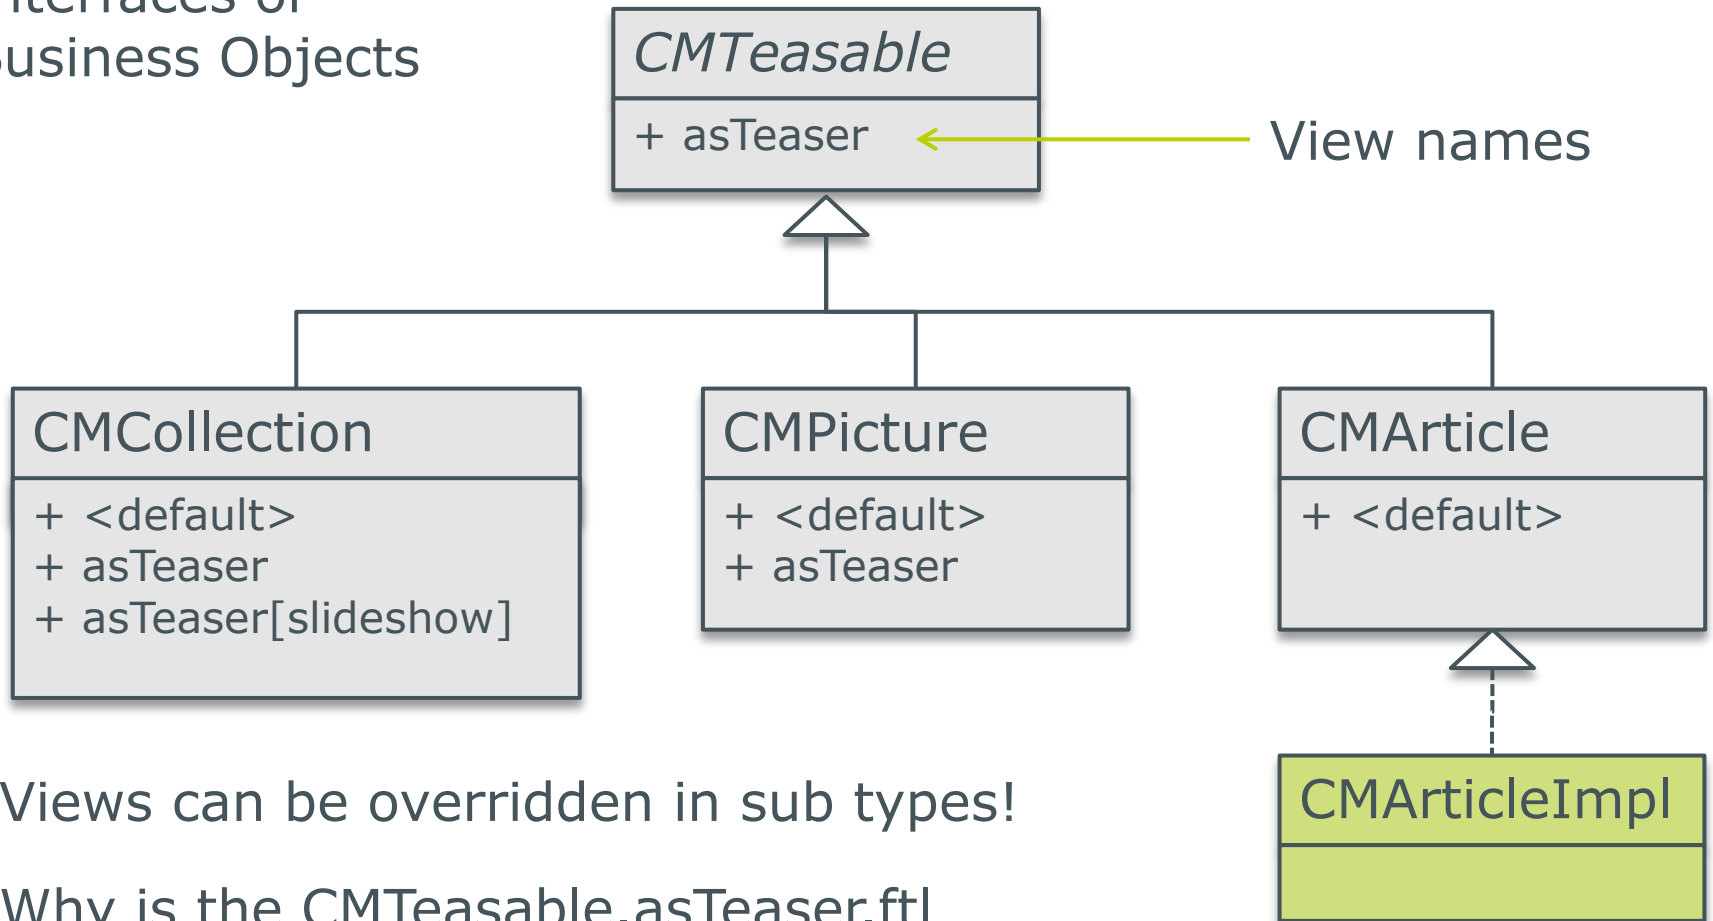 Business Objects
CMTeasable
+ asTeaser
View names
CMCollection
+ <default>
+ asTeaser
+ asTeaser[slideshow]
CMPicture
+ <default>
+ asTeaser
CMArticle
+ <default>
Views can be overridden in sub types!
CMArticleImpl
Why is the CMTeasable.asTeaser.ftl